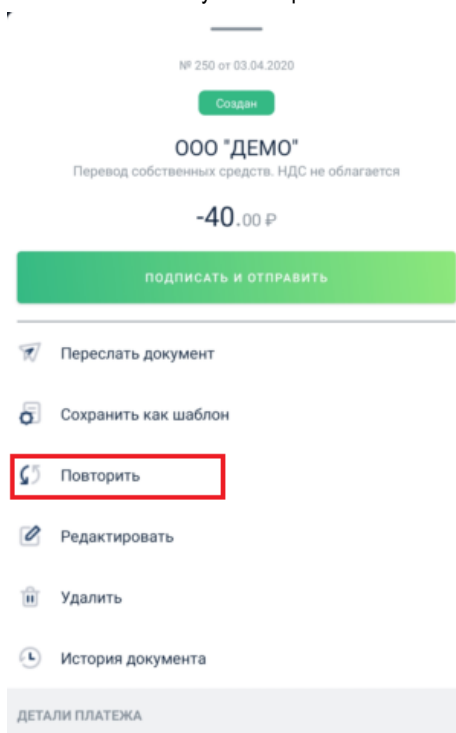 № 250 от 03.04.2020
Создан
ООО "ДЕМО"
Перевод собственных средств. НДС не облагается
-40.00 ₽
ПОДПИСАТЬ И ОТПРАВИТЬ
Переслать документ
Сохранить как шаблон
Повторить
Редактировать
Удалить
История документа
ДЕТАЛИ ПЛАТЕЖА